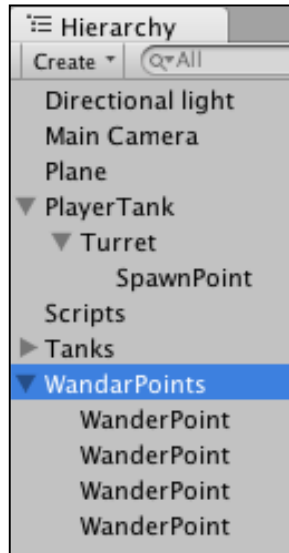 Hierarchy
Create All
Directional light
Main Camera
Plane
PlayerTank
Turret
SpawnPoint
Scripts
Tanks
WandarPoints
WanderPoint
WanderPoint
WanderPoint
WanderPoint